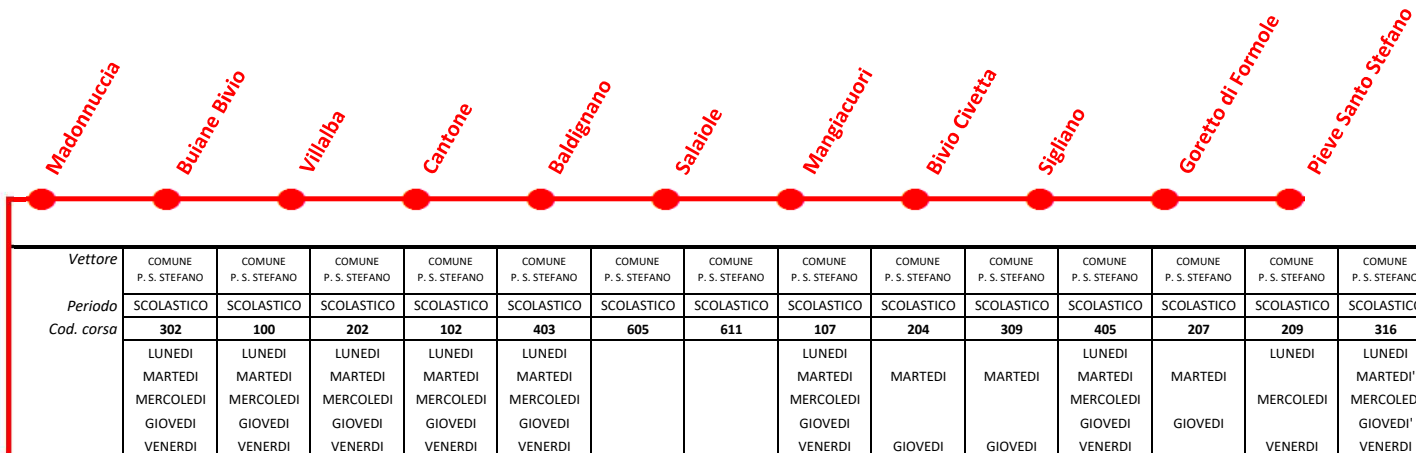 Madonnuccia
Buiane Bivio
Villalba
Cantone
Baldignano
Salaiole
Mangiacuori
Bivio Civetta
Sigliano
Goretto di Formole
Pieve Santo Stefano
Vettore COMUNE COMUNE COMUNE COMUNE COMUNE COMUNE COMUNE COMUNE COMUNE COMUNE COMUNE COMUNE COMUNE COMUNE
P. S. STEFANO P. S. STEFANO P. S. STEFANO P. S. STEFANO P. S. STEFANO P. S. STEFANO P. S. STEFANO P. S. STEFANO P. S. STEFANO P. S. STEFANO P. S. STEFANO P. S. STEFANO P. S. STEFANO P. S. STEFANO
Periodo SCOLASTICO SCOLASTICO SCOLASTICO SCOLASTICO SCOLASTICO SCOLASTICO SCOLASTICO SCOLASTICO SCOLASTICO SCOLASTICO SCOLASTICO SCOLASTICO SCOLASTICO SCOLASTICO
Cod. corsa 302 100 202 102 403 605 611 107 204 309 405 207 209 316
LUNEDI LUNEDI LUNEDI LUNEDI LUNEDI LUNEDI LUNEDI LUNEDI LUNEDI
MARTEDI MARTEDI MARTEDI MARTEDI MARTEDI MARTEDI MARTEDI MARTEDI MARTEDI MARTEDI MARTEDI'
MERCOLEDI MERCOLEDI MERCOLEDI MERCOLEDI MERCOLEDI MERCOLEDI MERCOLEDI MERCOLEDI MERCOLED
GIOVEDI GIOVEDI GIOVEDI GIOVEDI GIOVEDI GIOVEDI GIOVEDI GIOVEDI GIOVEDI'
VENERDI VENERDI VENERDI VENERDI VENERDI VENERDI GIOVEDI GIOVEDI VENERDI VENERDI VENERDI